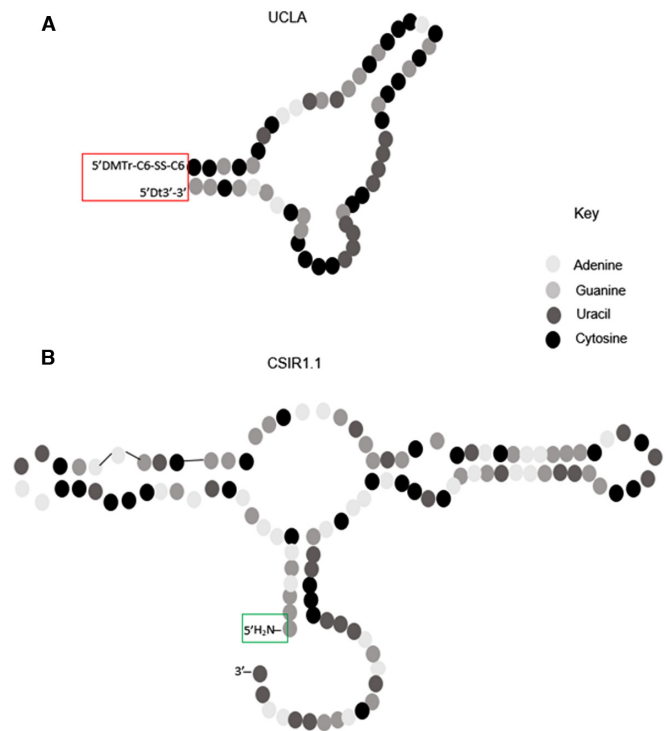 A
UCLA
5'DMTr-C6-SS-C6
5'Dt3'-3'
Key
Adenine
Guanine
Uracil
Cytosine
B
CSIR1.1
5'H₂N–
3'–